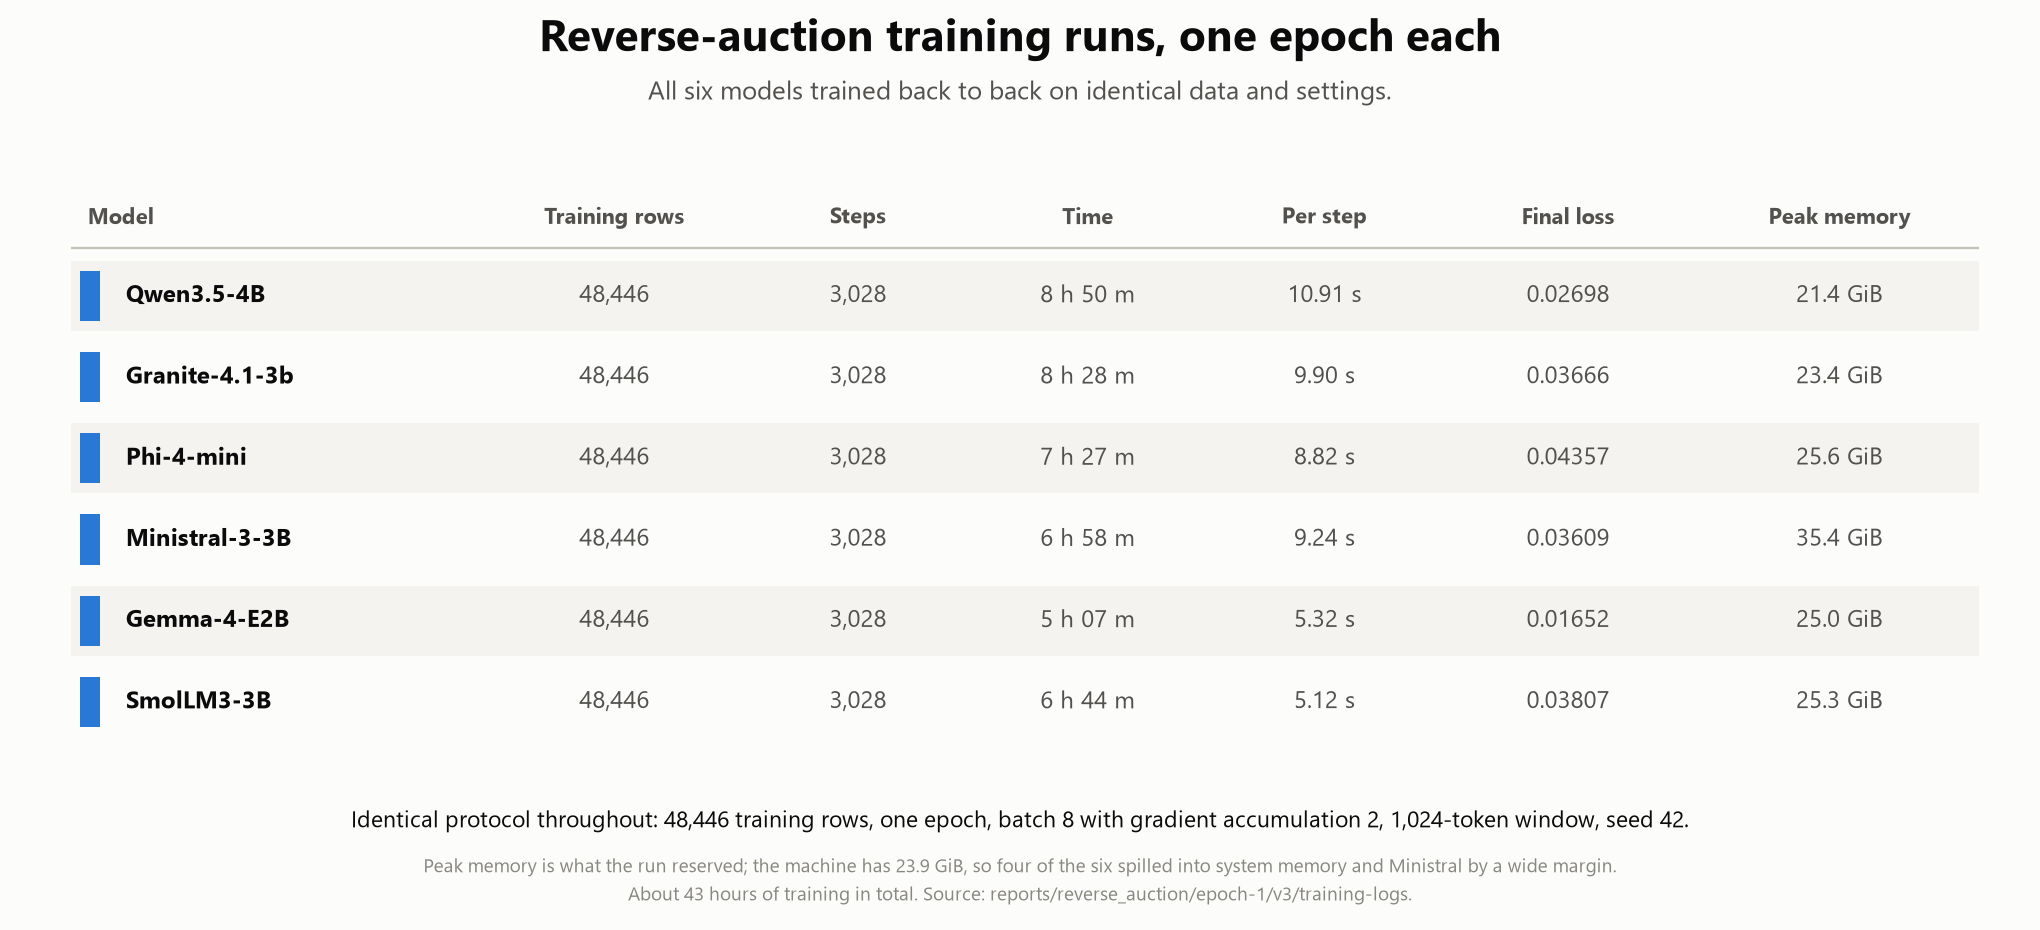 Reverse-auction training runs, one epoch each
All six models trained back to back on identical data and settings.
Model Training rows Steps Time Per step Final loss Peak memory
Qwen3.5-4B 48,446 3,028 8 h 50 m 10.91 s 0.02698 21.4 GiB
Granite-4.1-3b 48,446 3,028 8 h 28 m 9.90 s 0.03666 23.4 GiB
Phi-4-mini 48,446 3,028 7 h 27 m 8.82 s 0.04357 25.6 GiB
Ministral-3-3B 48,446 3,028 6 h 58 m 9.24 s 0.03609 35.4 GiB
Gemma-4-E2B 48,446 3,028 5 h 07 m 5.32 s 0.01652 25.0 GiB
SmolLM3-3B 48,446 3,028 6 h 44 m 5.12 s 0.03807 25.3 GiB
Identical protocol throughout: 48,446 training rows, one epoch, batch 8 with gradient accumulation 2, 1,024-token window, seed 42.
Peak memory is what the run reserved; the machine has 23.9 GiB, so four of the six spilled into system memory and Ministral by a wide margin.
About 43 hours of training in total. Source: reports/reverse_auction/epoch-1/v3/training-logs.